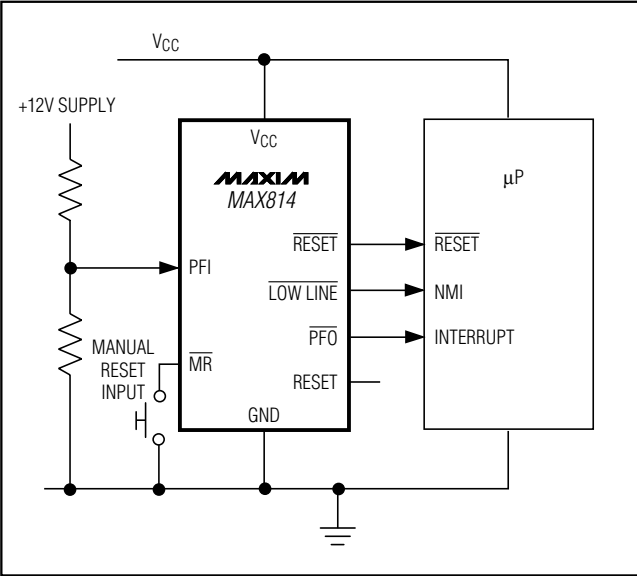 VCC
+12V SUPPLY
VCC
MAXIM
MAX814
µP
RESET
RESET
PFI
LOW LINE
NMI
PFO
INTERRUPT
MANUAL
RESET
INPUT
MR
RESET
GND